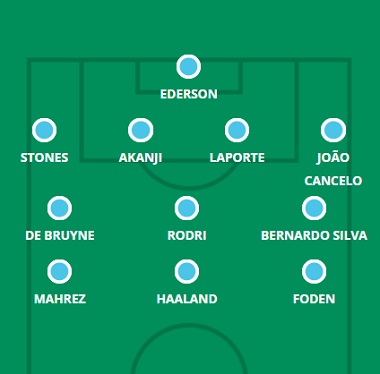 EDERSON
STONES AKANJI LAPORTE JOÃO
CANCELO
DE BRUYNE RODRI BERNARDO SILVA
MAHREZ HAALAND FODEN